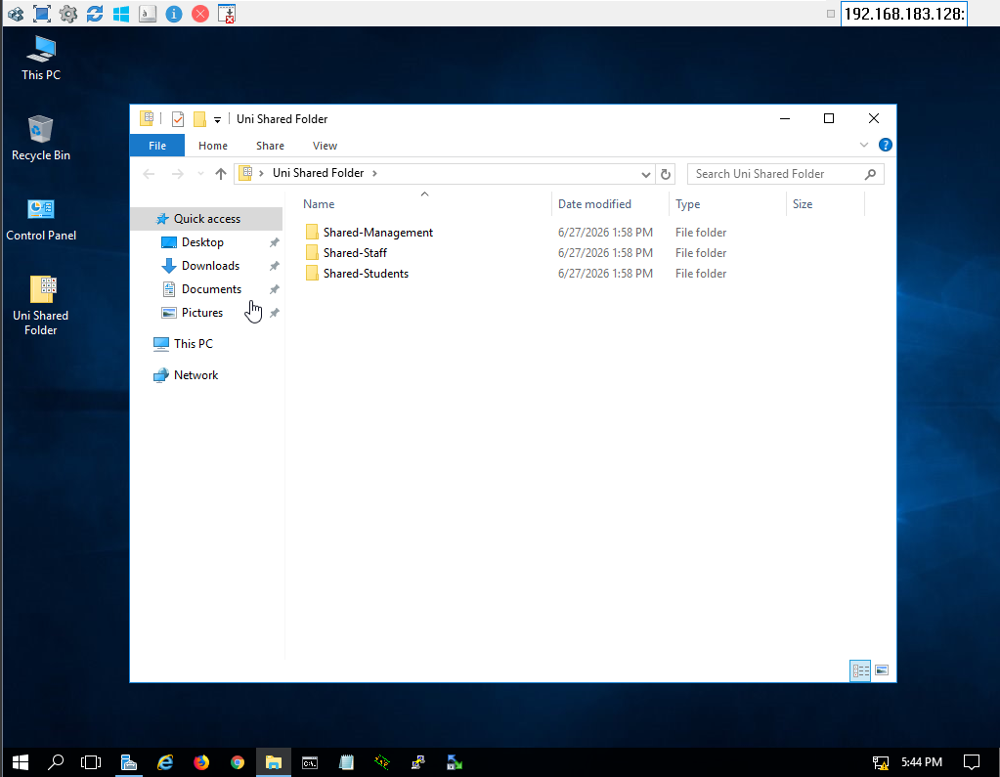 192.168.183.128:
This PC
Recycle Bin
Control Panel
Uni Shared
Folder
Uni Shared Folder
File Home Share View
Uni Shared Folder
Search Uni Shared Folder
Name Date modified Type Size
Quick access
Desktop
Downloads
Documents
Pictures
This PC
Network
Shared-Management 6/27/2026 1:58 PM File folder
Shared-Staff 6/27/2026 1:58 PM File folder
Shared-Students 6/27/2026 1:58 PM File folder
5:44 PM